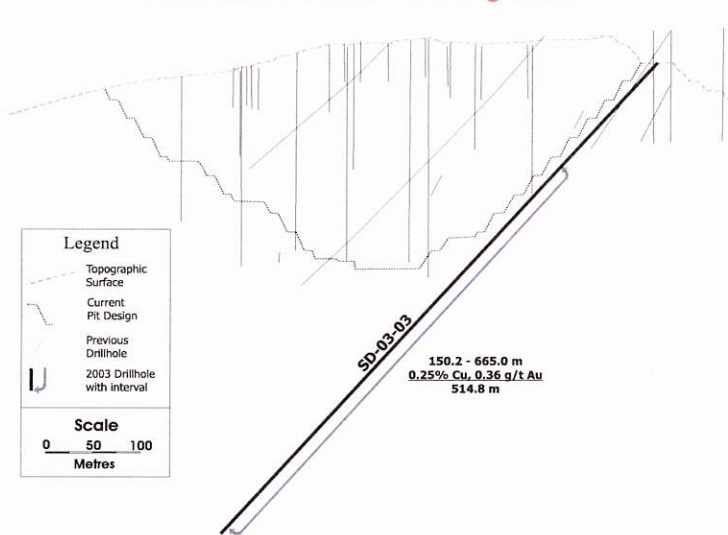 Legend
Topographic
Surface
Current
Pit Design
Previous
Drillhole
2003 Drillhole
with interval
Scale
0 50 100
Metres
SD-03-03
150.2 - 665.0 m
0.25% Cu, 0.36 g/t Au
514.8 m